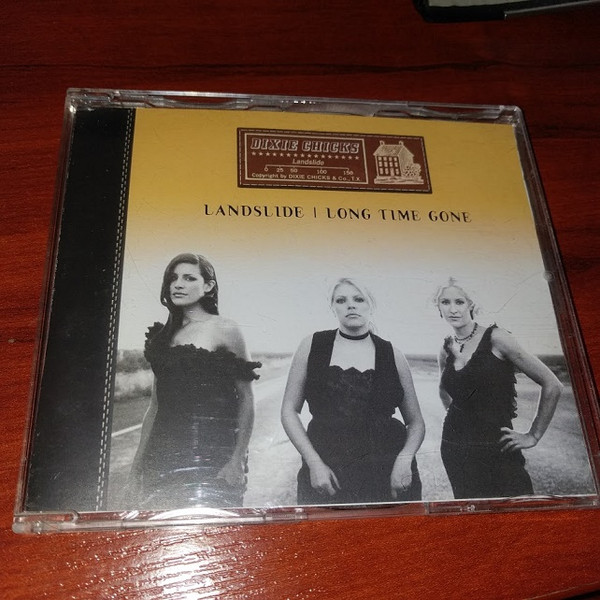 DIXIE CHICKS
Landslide
0 25 50 100 150
Copyright by DIXIE CHICKS & Co., T.X.
LANDSLIDE | LONG TIME GONE